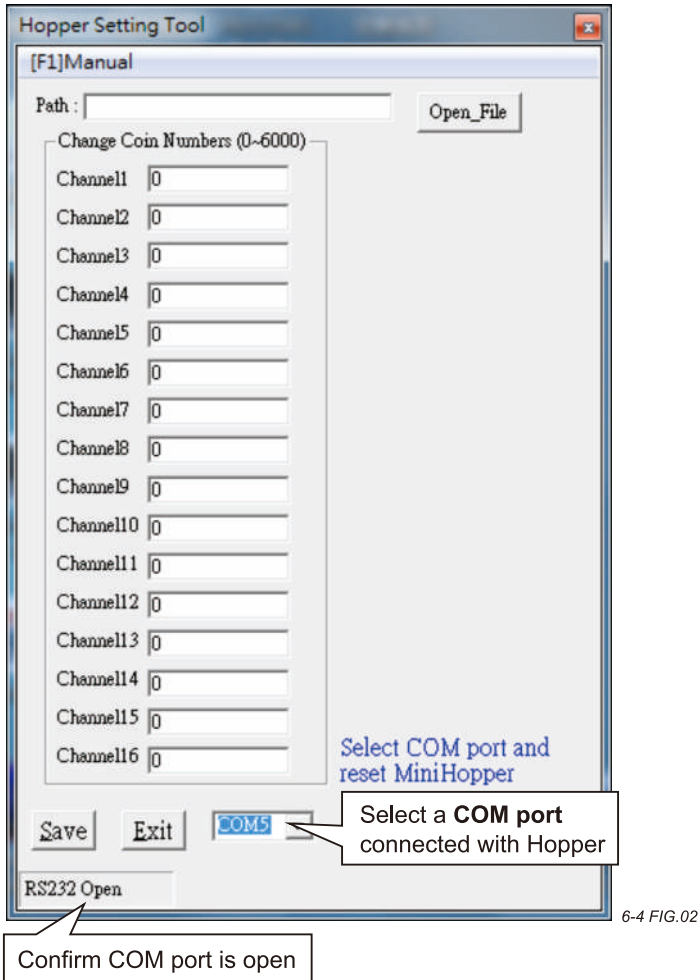 Hopper Setting Tool
[F1]Manual
Path :
Open_File
Change Coin Numbers (0~6000)
Channel1 0
Channel2 0
Channel3 0
Channel4 0
Channel5 0
Channel6 0
Channel7 0
Channel8 0
Channel9 0
Channel10 0
Channel11 0
Channel12 0
Channel13 0
Channel14 0
Channel15 0
Channel16 0
Select COM port and
reset MiniHopper
Save Exit COM5
Select a COM port
connected with Hopper
RS232 Open
6-4 FIG.02
Confirm COM port is open